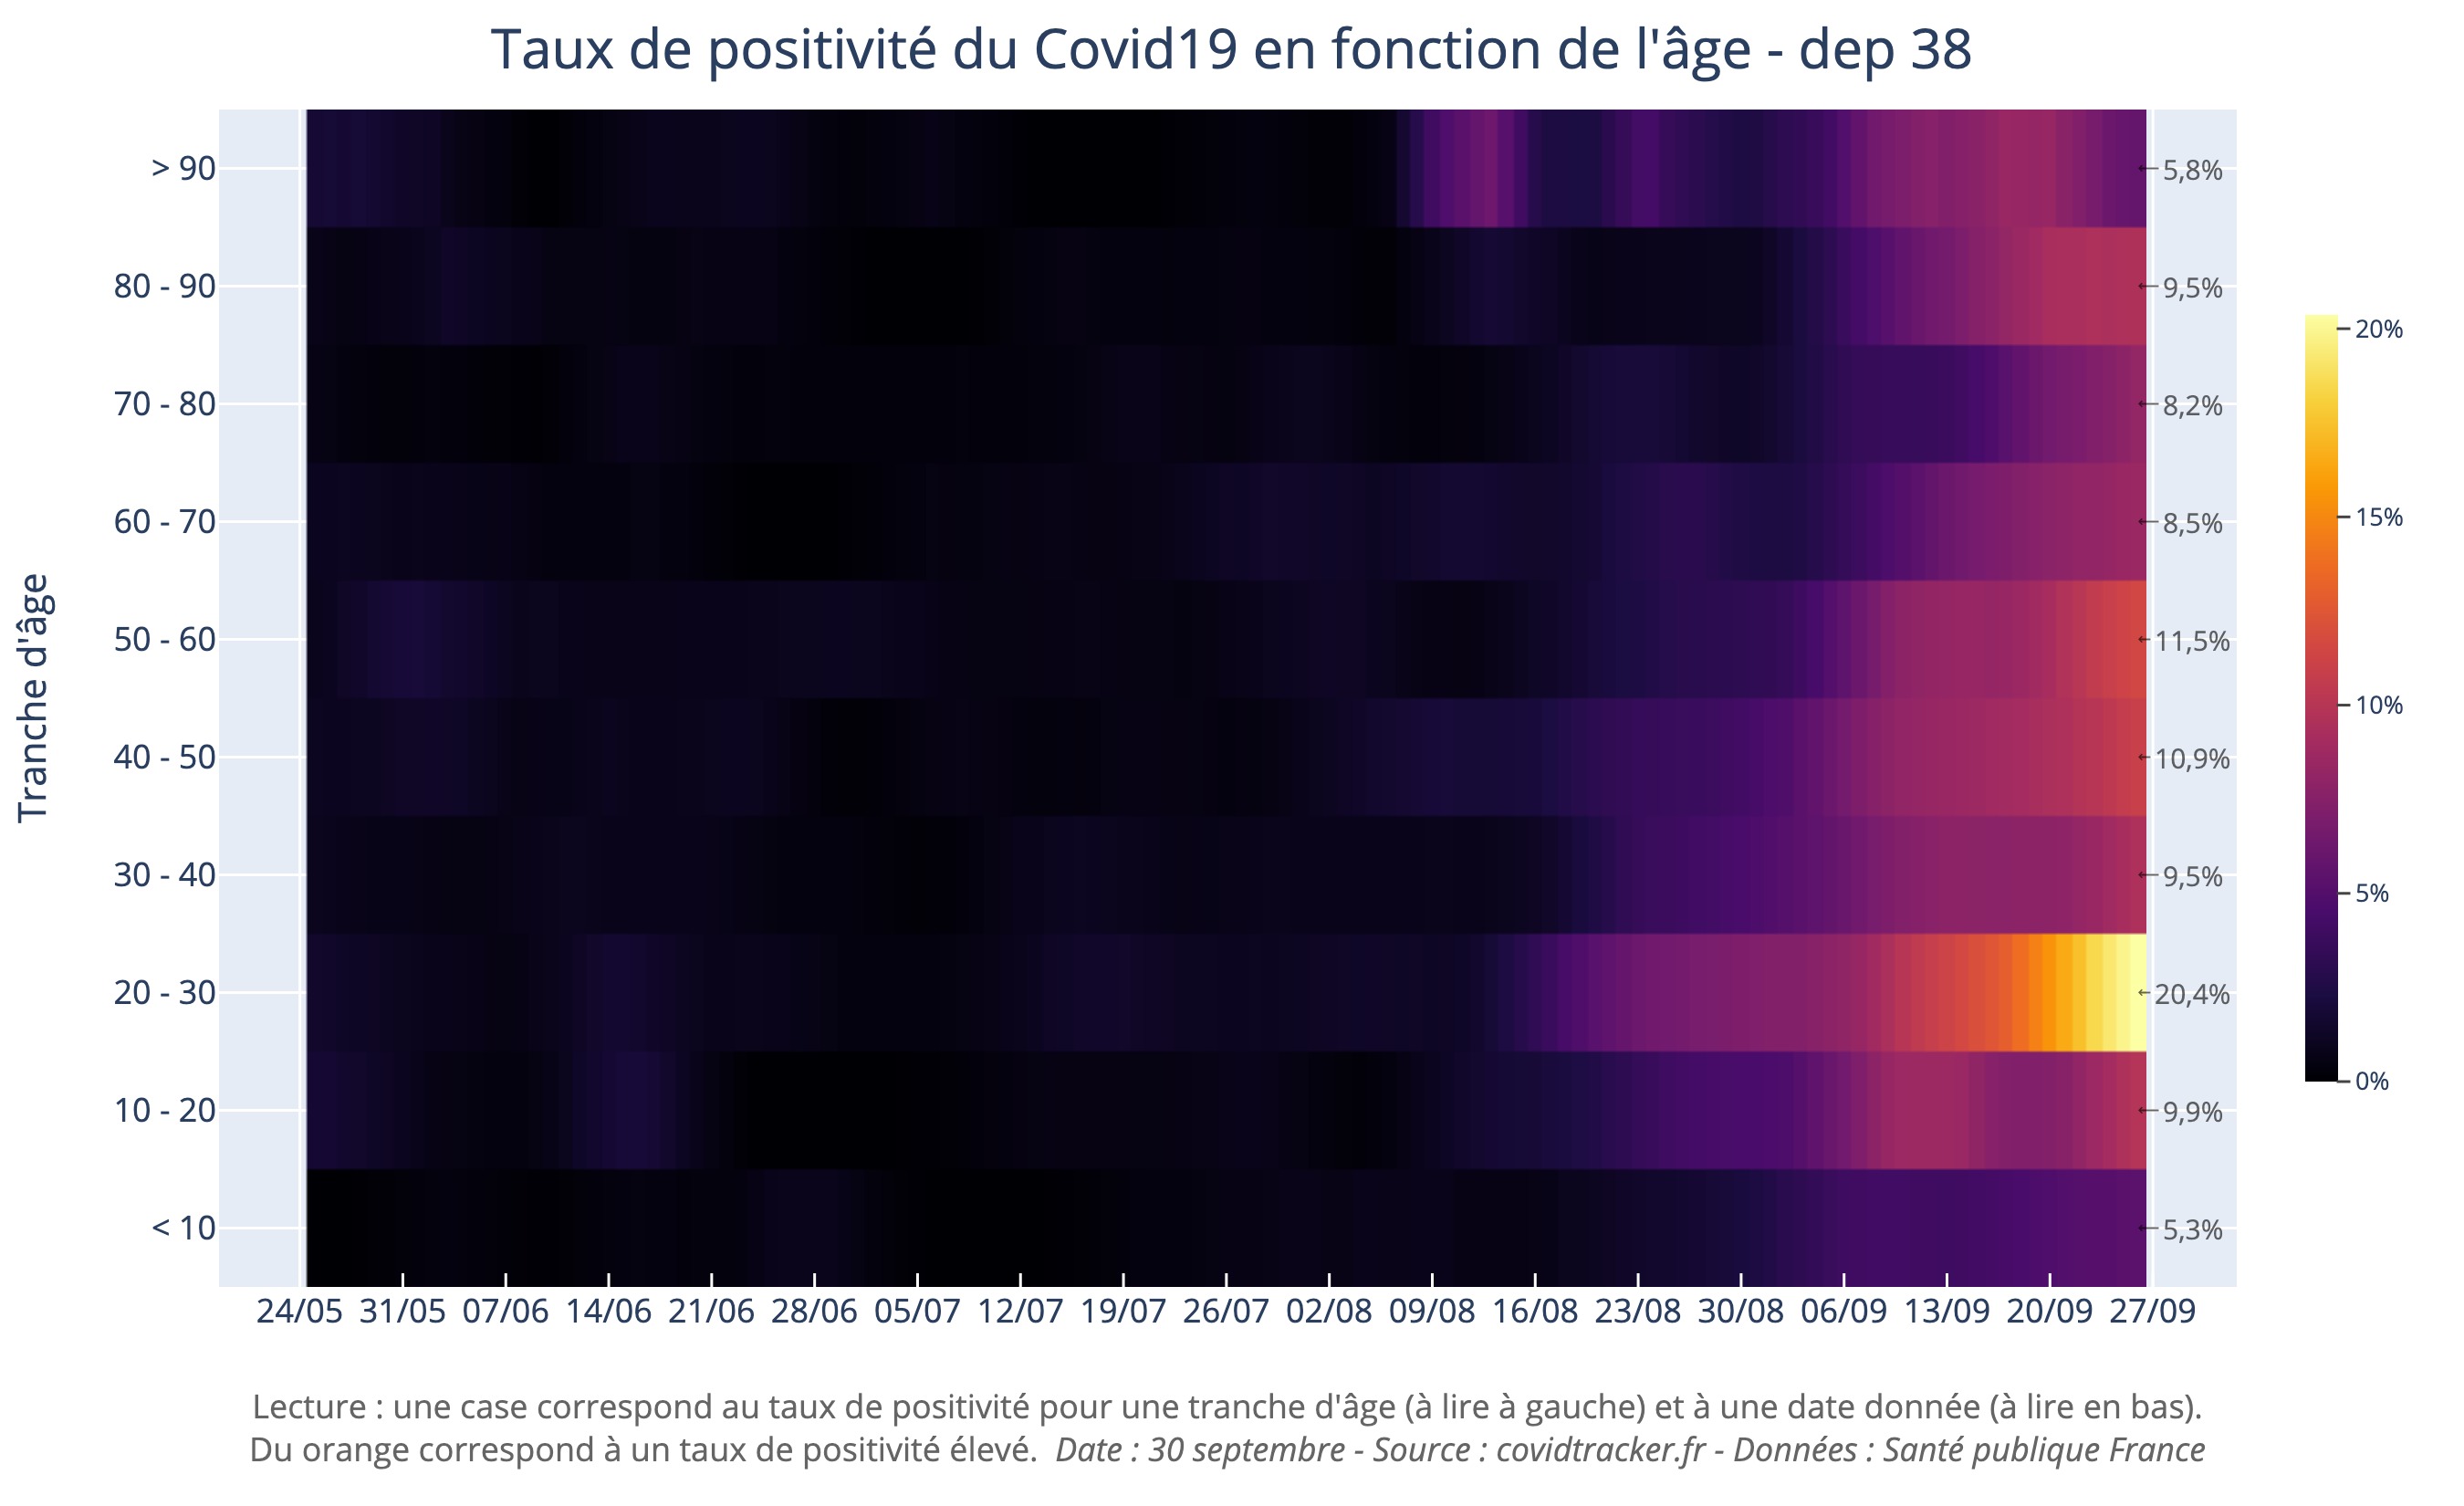 Taux de positivité du Covid19 en fonction de l'âge - dep 38
Tranche d'âge
> 90
80 - 90
70 - 80
60 - 70
50 - 60
40 - 50
30 - 40
20 - 30
10 - 20
< 10
5,8%
9,5%
8,2%
8,5%
11,5%
10,9%
9,5%
20,4%
9,9%
5,3%
20%
15%
10%
5%
0%
24/05 31/05 07/06 14/06 21/06 28/06 05/07 12/07 19/07 26/07 02/08 09/08 16/08 23/08 30/08 06/09 13/09 20/09 27/09
Lecture : une case correspond au taux de positivité pour une tranche d'âge (à lire à gauche) et à une date donnée (à lire en bas).
Du orange correspond à un taux de positivité élevé. Date : 30 septembre - Source : covidtracker.fr - Données : Santé publique France